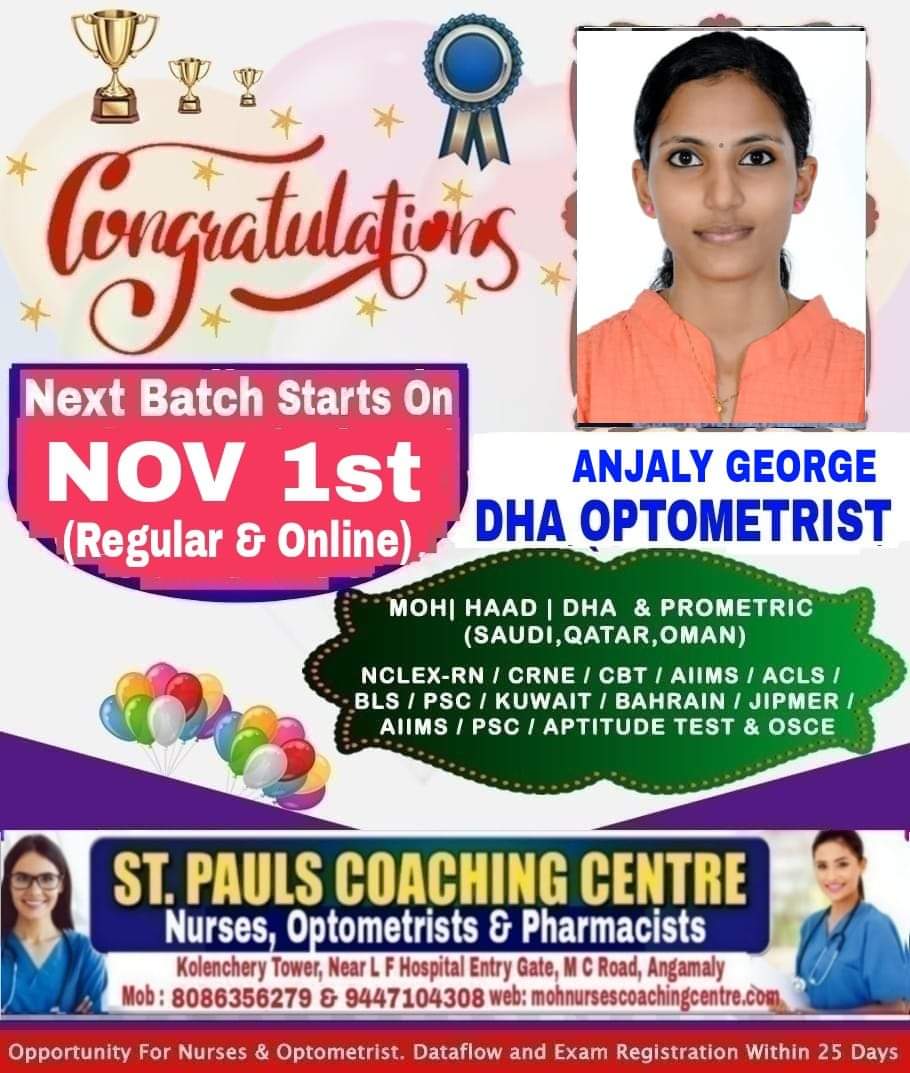 Congratulations
Next Batch Starts On
NOV 1st
(Regular & Online)
ANJALY GEORGE
DHA OPTOMETRIST
MOH| HAAD | DHA & PROMETRIC
(SAUDI,QATAR,OMAN)
NCLEX-RN / CRNE / CBT / AIIMS / ACLS /
BLS / PSC / KUWAIT / BAHRAIN / JIPMER /
AIIMS / PSC / APTITUDE TEST & OSCE
ST. PAULS COACHING CENTRE
Nurses, Optometrists & Pharmacists
Kolenchery Tower, Near L F Hospital Entry Gate, M C Road, Angamaly
Mob : 8086356279 & 9447104308 web: mohnursescoachingcentre.com
Opportunity For Nurses & Optometrist. Dataflow and Exam Registration Within 25 Days